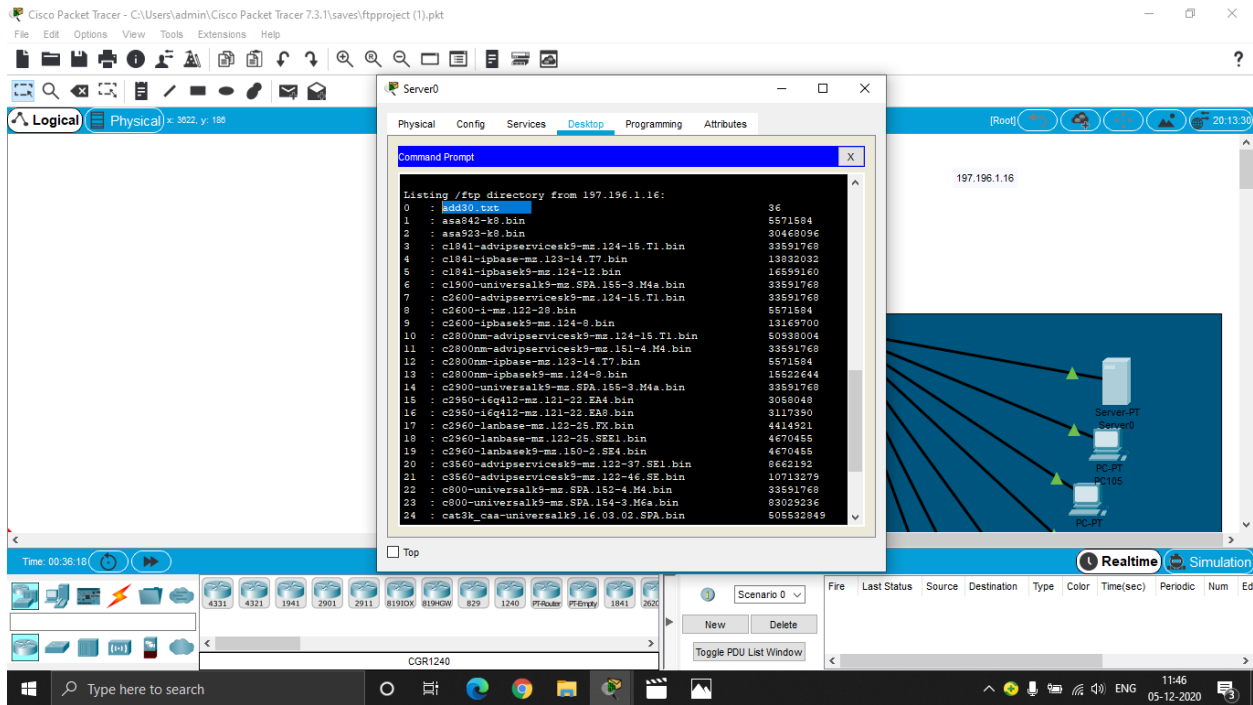 Cisco Packet Tracer - C:\Users\admin\Cisco Packet Tracer 7.3.1\saves\ftpproject (1).pkt
File Edit Options View Tools Extensions Help
?
Logical Physical x: 3622, y: 186
[Root] 20:13:30
Server0
Physical Config Services Desktop Programming Attributes
Command Prompt X
Listing /ftp directory from 197.196.1.16:
0 : add30.txt 36
1 : asa842-k8.bin 5571584
2 : asa923-k8.bin 30468096
3 : c1841-advipservicesk9-mz.124-15.T1.bin 33591768
4 : c1841-ipbase-mz.123-14.T7.bin 13832032
5 : c1841-ipbasek9-mz.124-12.bin 16599160
6 : c1900-universalk9-mz.SPA.155-3.M4a.bin 33591768
7 : c2600-advipservicesk9-mz.124-15.T1.bin 33591768
8 : c2600-i-mz.122-28.bin 5571584
9 : c2600-ipbasek9-mz.124-8.bin 13169700
10 : c2800nm-advipservicesk9-mz.124-15.T1.bin 50938004
11 : c2800nm-advipservicesk9-mz.151-4.M4.bin 33591768
12 : c2800nm-ipbase-mz.123-14.T7.bin 5571584
13 : c2800nm-ipbasek9-mz.124-8.bin 15522644
14 : c2900-universalk9-mz.SPA.155-3.M4a.bin 33591768
15 : c2950-i6q4l2-mz.121-22.EA4.bin 3058048
16 : c2950-i6q4l2-mz.121-22.EA8.bin 3117390
17 : c2960-lanbase-mz.122-25.FX.bin 4414921
18 : c2960-lanbase-mz.122-25.SEE1.bin 4670455
19 : c2960-lanbasek9-mz.150-2.SE4.bin 4670455
20 : c3560-advipservicesk9-mz.122-37.SE1.bin 8662192
21 : c3560-advipservicesk9-mz.122-46.SE.bin 10713279
22 : c800-universalk9-mz.SPA.152-4.M4.bin 33591768
23 : c800-universalk9-mz.SPA.154-3.M6a.bin 83029236
24 : cat3k_caa-universalk9.16.03.02.SPA.bin 505532849
Top
197.196.1.16
Server-PT
Server0
PC-PT
PC105
PC-PT
Time: 00:36:18
Realtime Simulation
4331 4321 1941 2901 2911 819IOX 819HGW 829 1240 PT-Router PT-Empty 1841 2620
CGR1240
Scenario 0
New Delete
Toggle PDU List Window
Fire Last Status Source Destination Type Color Time(sec) Periodic Num Ed
Type here to search
ENG 11:46
05-12-2020
3